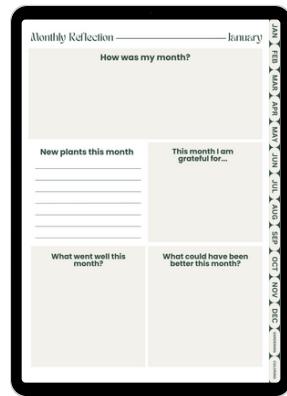 Monthly Reflection
January
How was my month?
New plants this month
This month I am
grateful for...
What went well this
month?
What could have been
better this month?
JAN
FEB
MAR
APR
MAY
JUN
JUL
AUG
SEP
OCT
NOV
DEC